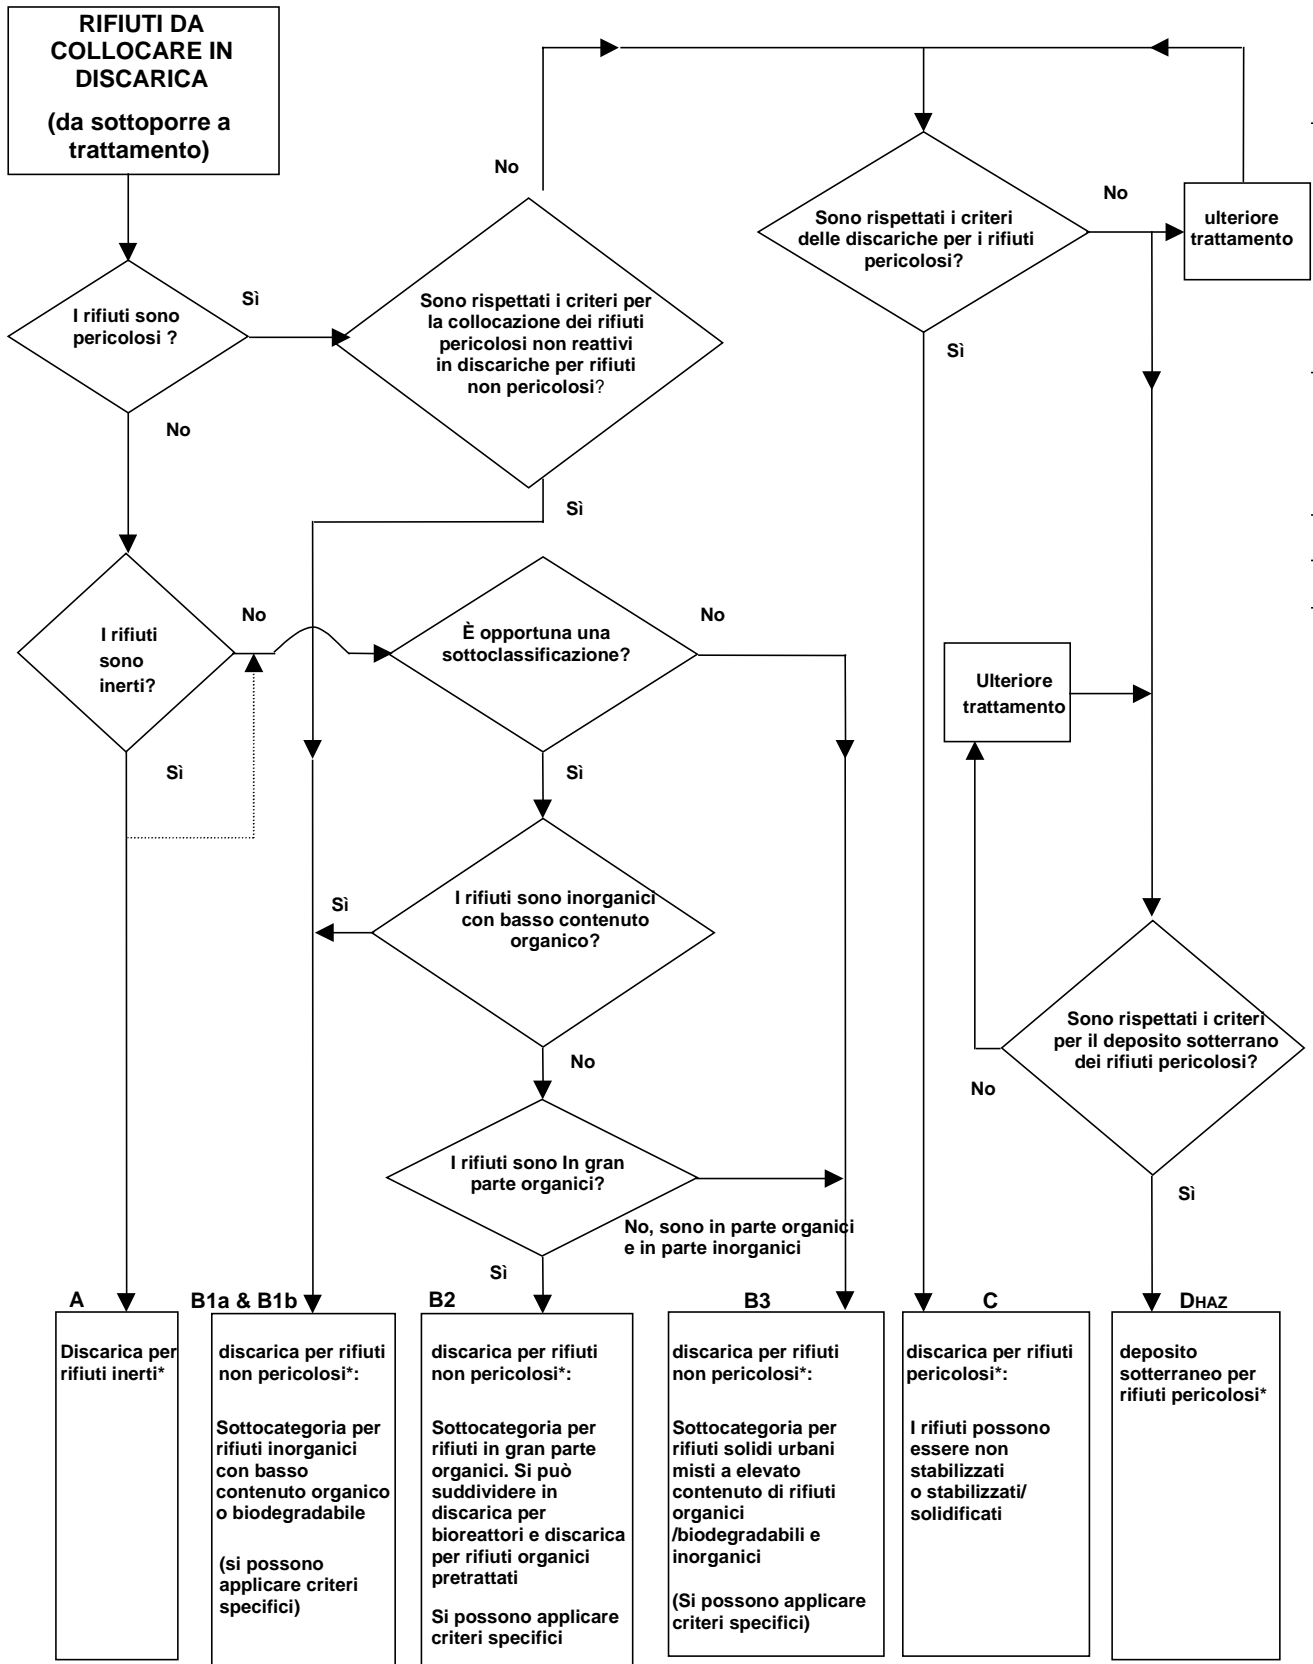 RIFIUTI DA
COLLOCARE IN
DISCARICA
(da sottoporre a
trattamento)
No
Sono rispettati i criteri
delle discariche per i rifiuti
pericolosi?
No
ulteriore
trattamento
I rifiuti sono
pericolosi ?
Sì
Sono rispettati i criteri per
la collocazione dei rifiuti
pericolosi non reattivi
in discariche per rifiuti
non pericolosi?
Sì
No
Sì
I rifiuti
sono
inerti?
No
È opportuna una
sottoclassificazione?
No
Ulteriore
trattamento
Sì
Sì
I rifiuti sono inorganici
con basso contenuto
organico?
Sì
No
Sono rispettati i criteri
per il deposito sotterrano
dei rifiuti pericolosi?
No
Sì
I rifiuti sono In gran
parte organici?
No, sono in parte organici
e in parte inorganici
Sì
A
Discarica per
rifiuti inerti*
B1a & B1b
discarica per rifiuti
non pericolosi*:
Sottocategoria per
rifiuti inorganici
con basso
contenuto organico
o biodegradabile
(si possono
applicare criteri
specifici)
B2
discarica per rifiuti
non pericolosi*:
Sottocategoria per
rifiuti in gran parte
organici. Si può
suddividere in
discarica per
bioreattori e discarica
per rifiuti organici
pretrattati
Si possono applicare
criteri specifici
B3
discarica per rifiuti
non pericolosi*:
Sottocategoria per
rifiuti solidi urbani
misti a elevato
contenuto di rifiuti
organici
/biodegradabili e
inorganici
(Si possono applicare
criteri specifici)
C
discarica per rifiuti
pericolosi*:
I rifiuti possono
essere non
stabilizzati
o stabilizzati/
solidificati
DHAZ
deposito
sotterraneo per
rifiuti pericolosi*